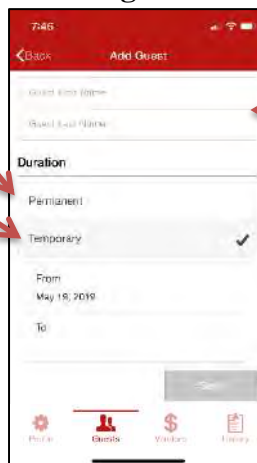 7:46
Back Add Guest
Guest First Name
Guest Last Name
Duration
Permanent
Temporary
From
May 19, 2019
To
Profile Guests Vendors History